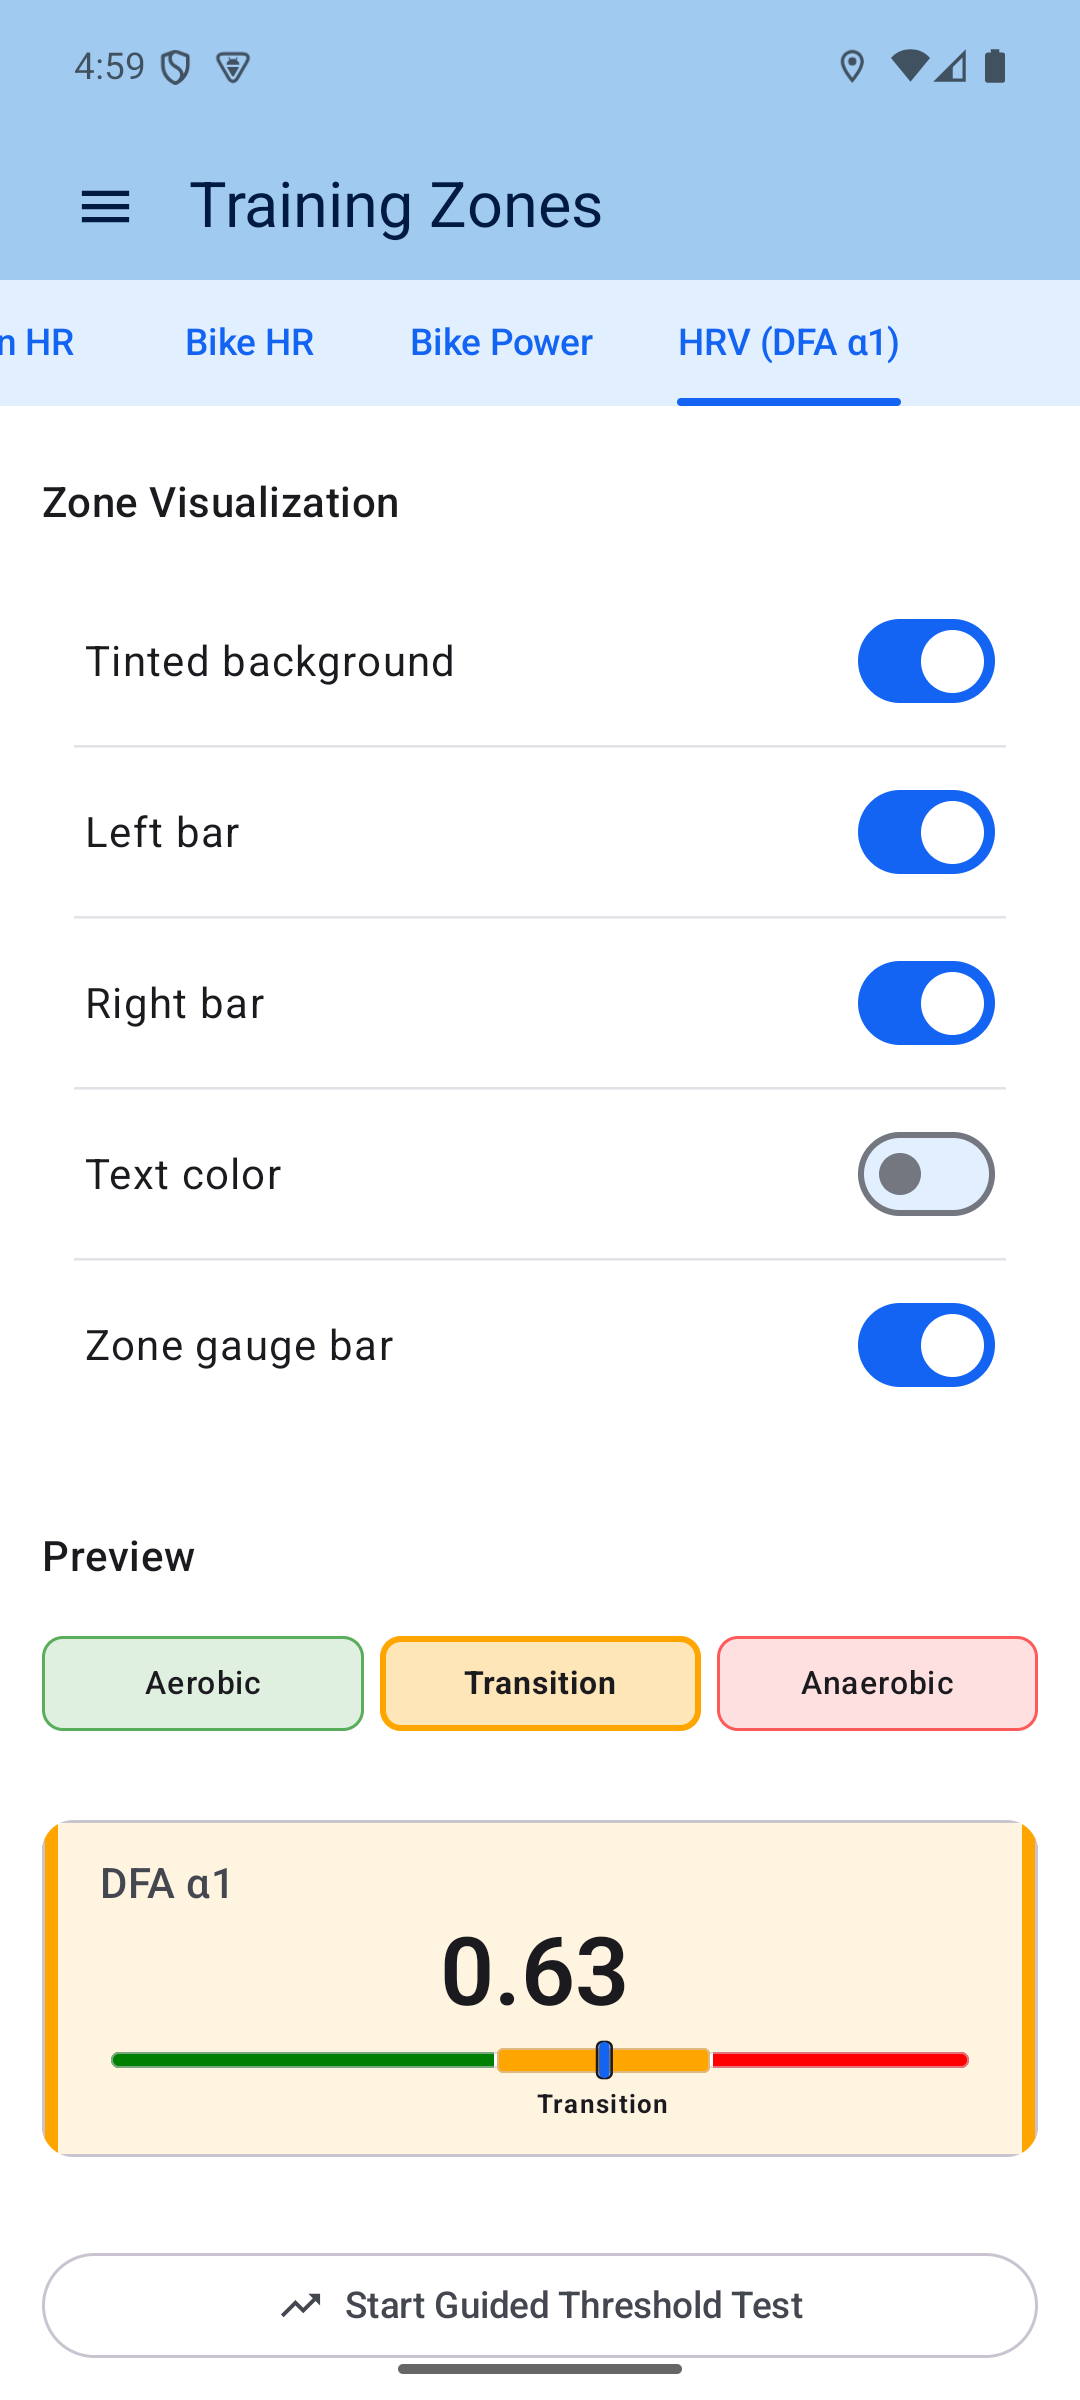 4:59
Training Zones
n HR
Bike HR
Bike Power
HRV (DFA α1)
Zone Visualization
Tinted background
Left bar
Right bar
Text color
Zone gauge bar
Preview
Aerobic
Transition
Anaerobic
DFA α1
0.63
Transition
Start Guided Threshold Test